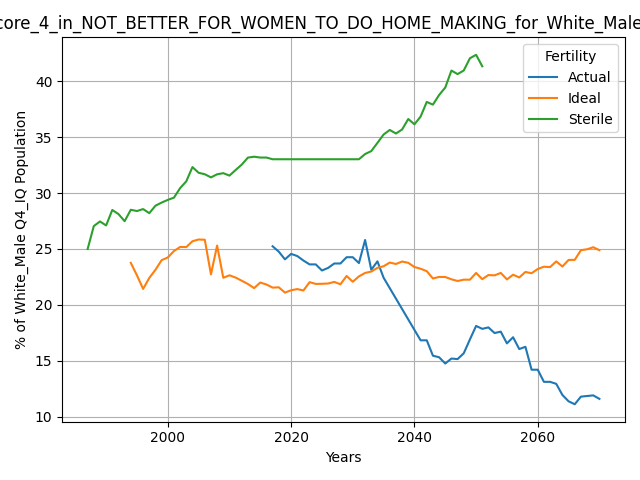 core_4_in_NOT_BETTER_FOR_WOMEN_TO_DO_HOME_MAKING_for_White_Male
Fertility
Actual
Ideal
Sterile
% of White_Male Q4_IQ Population
40
35
30
25
20
15
10
2000
2020
2040
2060
Years